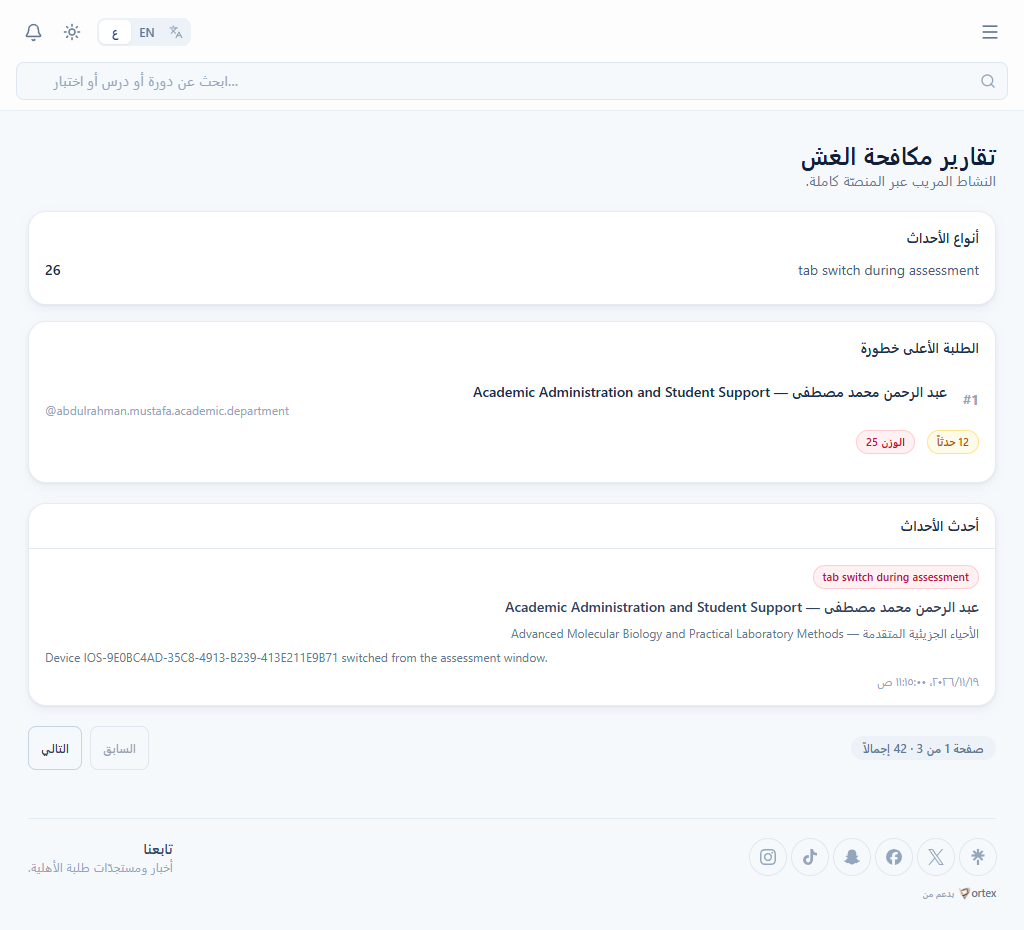 ع EN
ابحث عن دورة أو درس أو اختبار...
تقارير مكافحة الغش
النشاط المريب عبر المنصّة كاملة.
أنواع الأحداث
tab switch during assessment 26
الطلبة الأعلى خطورة
#1 عبد الرحمن محمد مصطفى — Academic Administration and Student Support
@abdulrahman.mustafa.academic.department
12 حدثاً الوزن 25
أحدث الأحداث
tab switch during assessment
عبد الرحمن محمد مصطفى — Academic Administration and Student Support
الأحياء الجزيئية المتقدمة — Advanced Molecular Biology and Practical Laboratory Methods
Device IOS-9E0BC4AD-35C8-4913-B239-413E211E9B71 switched from the assessment window.
١٩‏/١١‏/٢٠٢٦، ١١:١٥:٠٠ ص
صفحة 1 من 3 · 42 إجمالاً السابق التالي
تابعنا
أخبار ومستجدّات طلبة الأهلية.
بدعم من ortex